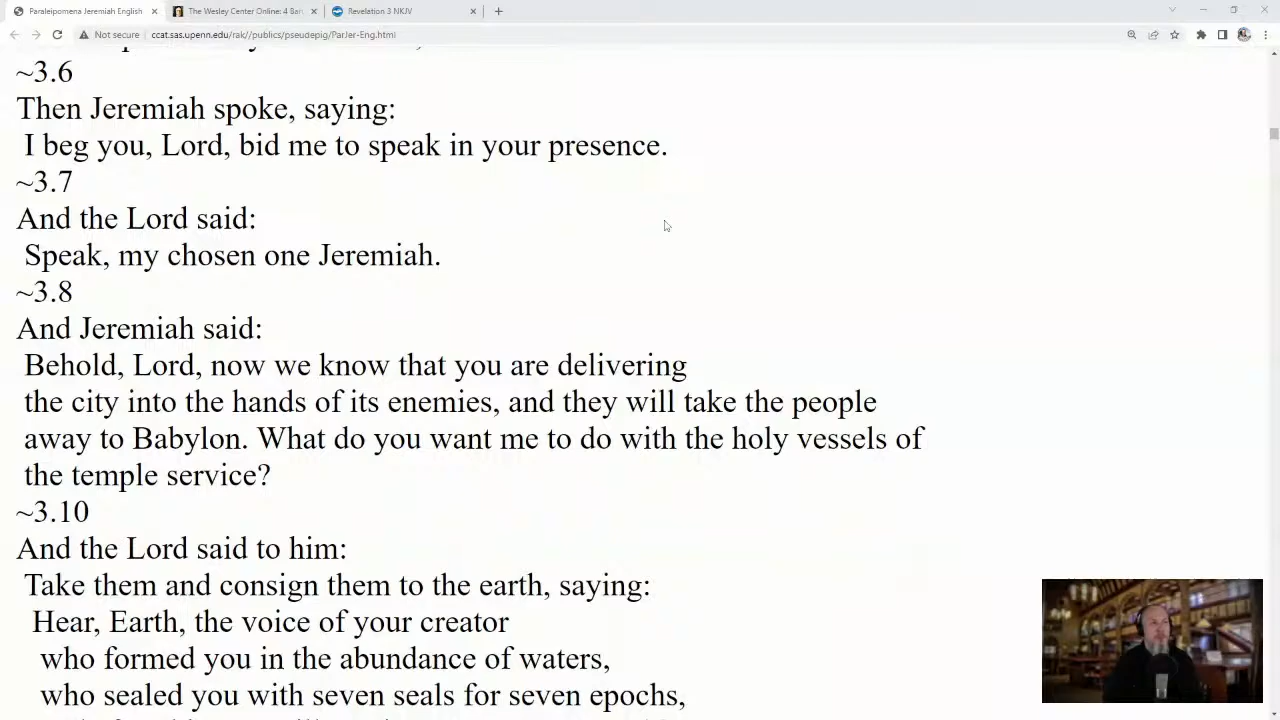 Paraleipomena Jeremiah English
The Wesley Center Online: 4 Bar
Revelation 3 NKJV
Not secure
ccat.sas.upenn.edu/rak//publics/pseudepig/ParJer-Eng.html
~3.6
Then Jeremiah spoke, saying:
I beg you, Lord, bid me to speak in your presence.
~3.7
And the Lord said:
Speak, my chosen one Jeremiah.
~3.8
And Jeremiah said:
Behold, Lord, now we know that you are delivering
the city into the hands of its enemies, and they will take the people
away to Babylon. What do you want me to do with the holy vessels of
the temple service?
~3.10
And the Lord said to him:
Take them and consign them to the earth, saying:
Hear, Earth, the voice of your creator
who formed you in the abundance of waters,
who sealed you with seven seals for seven epochs,